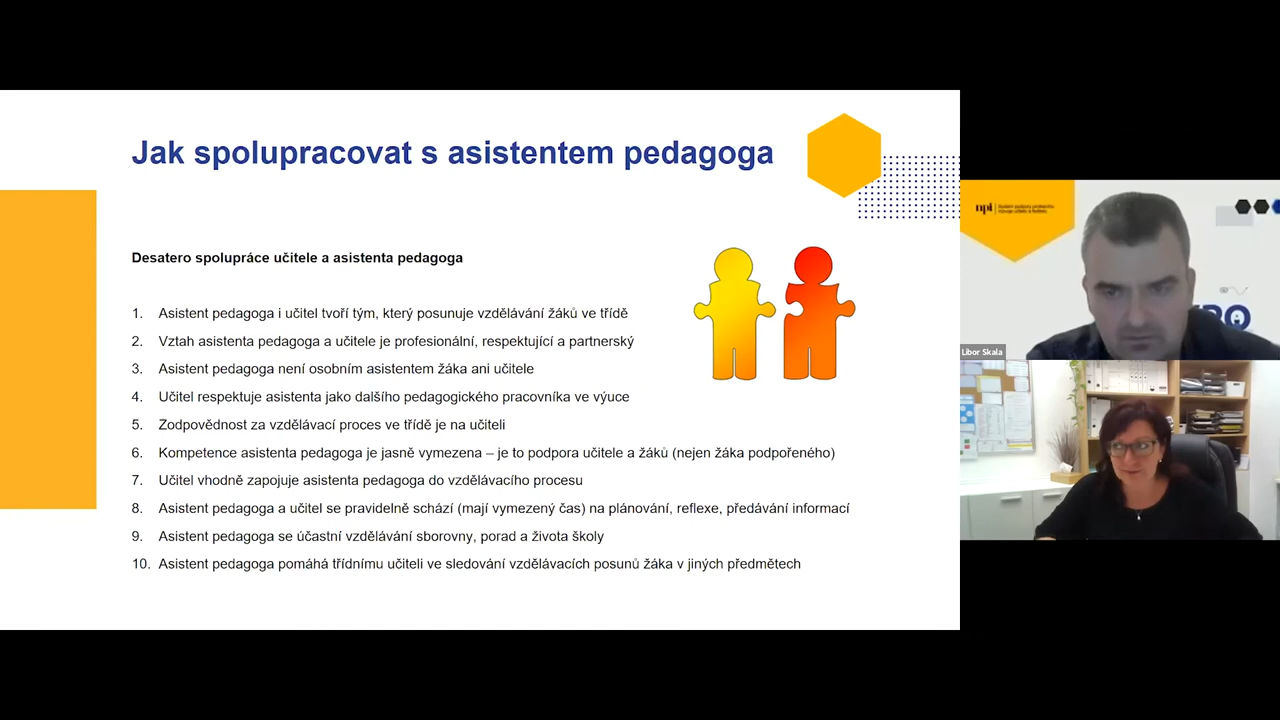 Jak spolupracovat s asistentem pedagoga
Desatero spolupráce učitele a asistenta pedagoga
1. Asistent pedagoga i učitel tvoří tým, který posunuje vzdělávání žáků ve třídě
2. Vztah asistenta pedagoga a učitele je profesionální, respektující a partnerský
3. Asistent pedagoga není osobním asistentem žáka ani učitele
4. Učitel respektuje asistenta jako dalšího pedagogického pracovníka ve výuce
5. Zodpovědnost za vzdělávací proces ve třídě je na učiteli
6. Kompetence asistenta pedagoga je jasně vymezena – je to podpora učitele a žáků (nejen žáka podpořeného)
7. Učitel vhodně zapojuje asistenta pedagoga do vzdělávacího procesu
8. Asistent pedagoga a učitel se pravidelně schází (mají vymezený čas) na plánování, reflexe, předávání informací
9. Asistent pedagoga se účastní vzdělávání sborovny, porad a života školy
10. Asistent pedagoga pomáhá třídnímu učiteli ve sledování vzdělávacích posunů žáka v jiných předmětech
npi
Libor Skala